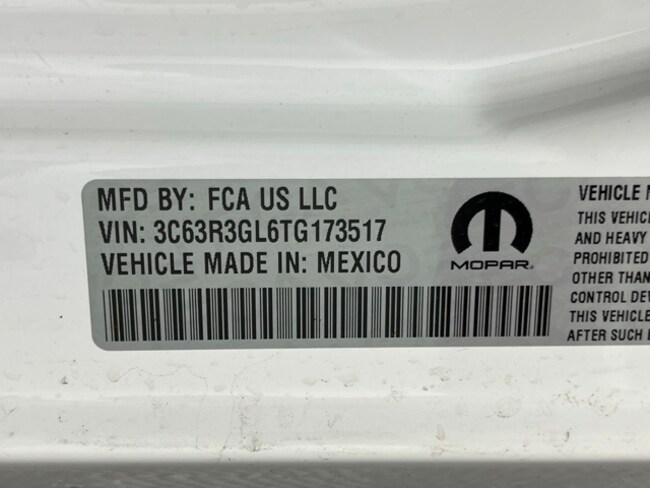 MFD BY: FCA US LLC
VIN: 3C63R3GL6TG173517
VEHICLE MADE IN: MEXICO
MOPAR
VEHICLE
THIS VEHICL
AND HEAVY
PROHIBITED
OTHER THAN
CONTROL DEV
THIS VEHICLE
AFTER SUCH